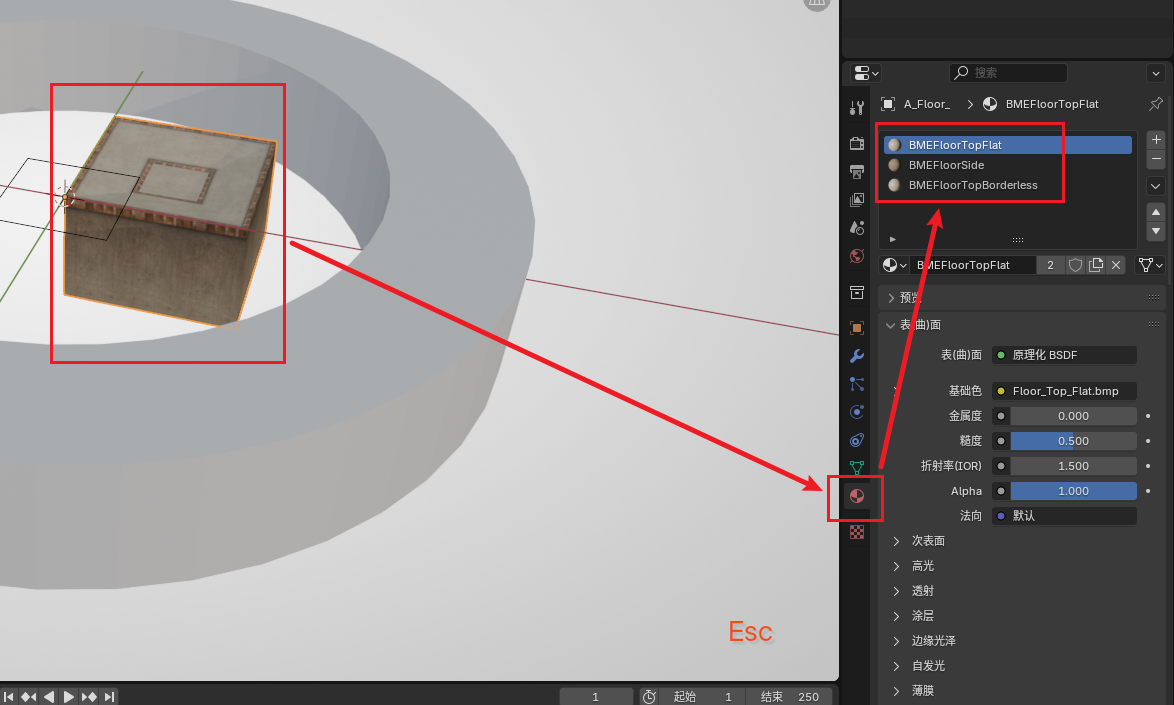 搜索
A_Floor_ BMEFloorTopFlat
BMEFloorTopFlat
BMEFloorSide
BMEFloorTopBorderless
BMEFloorTopFlat 2
预览
表(曲)面
表(曲)面 原理化 BSDF
基础色 Floor_Top_Flat.bmp
金属度 0.000
糙度 0.500
折射率(IOR) 1.500
Alpha 1.000
法向 默认
次表面
高光
透射
涂层
边缘光泽
自发光
薄膜
Esc
1 起始 1 结束 250